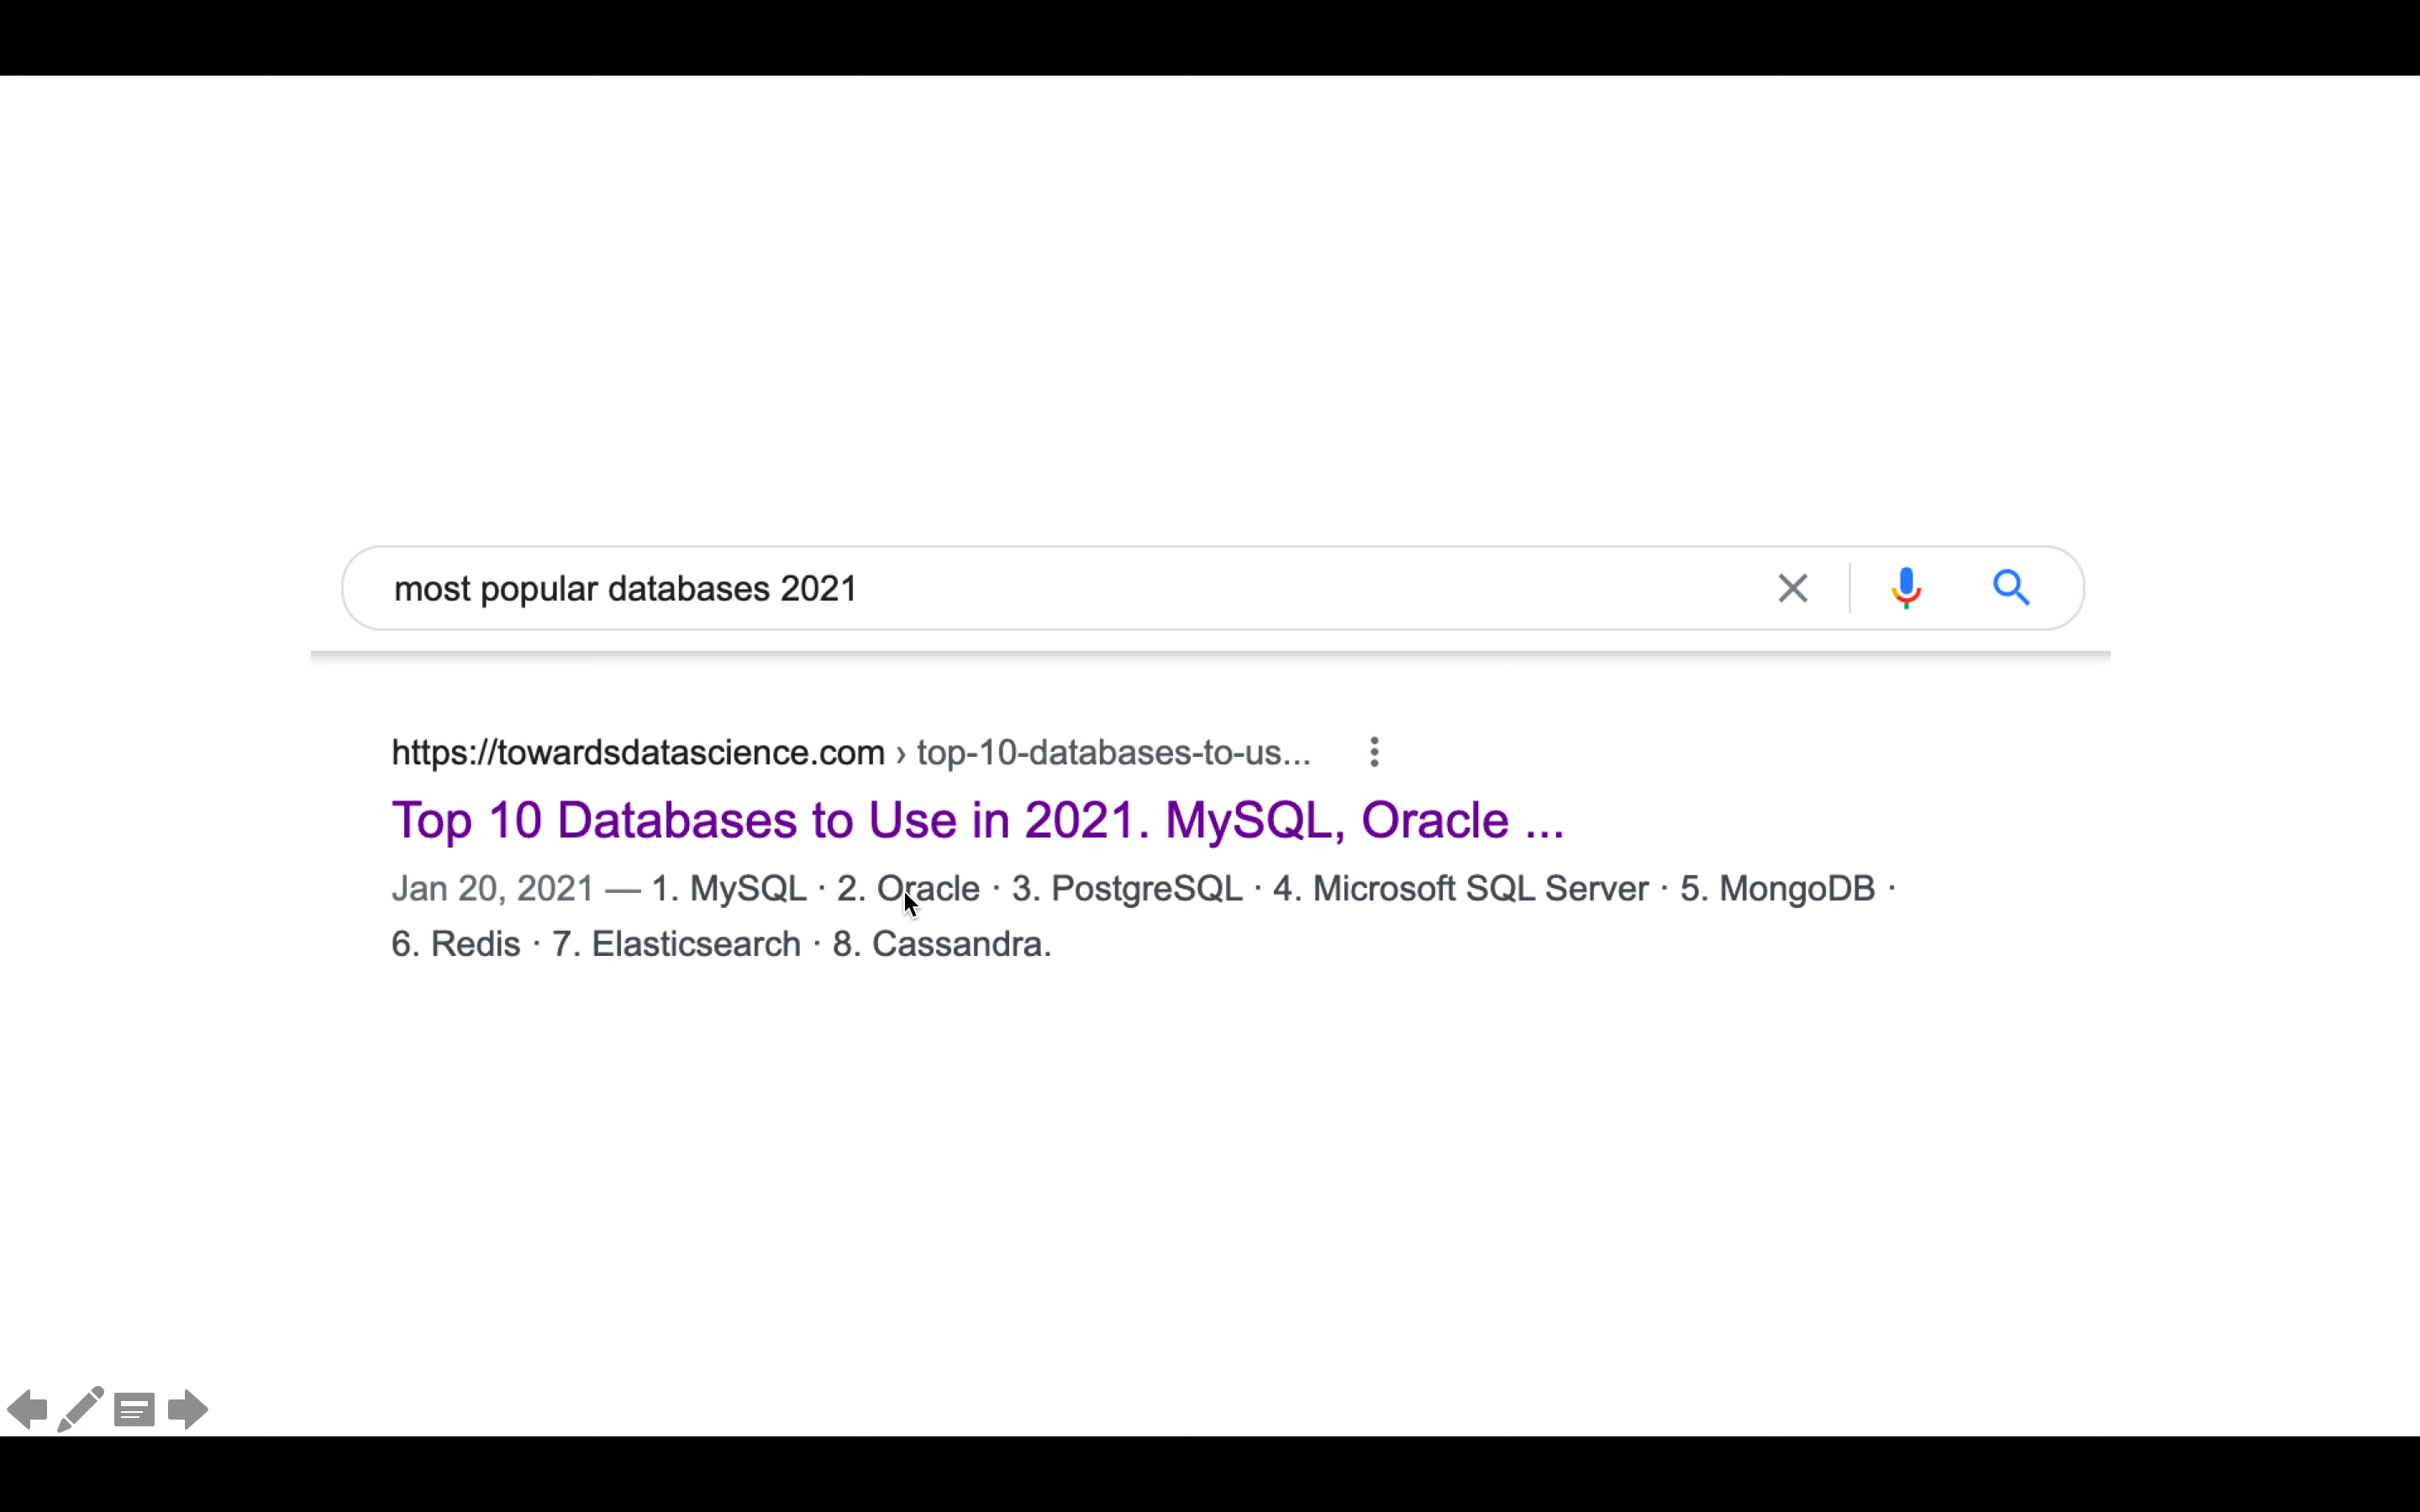 most popular databases 2021
https://towardsdatascience.com › top-10-databases-to-us...
Top 10 Databases to Use in 2021. MySQL, Oracle ...
Jan 20, 2021 — 1. MySQL · 2. Oracle · 3. PostgreSQL · 4. Microsoft SQL Server · 5. MongoDB ·
6. Redis · 7. Elasticsearch · 8. Cassandra.